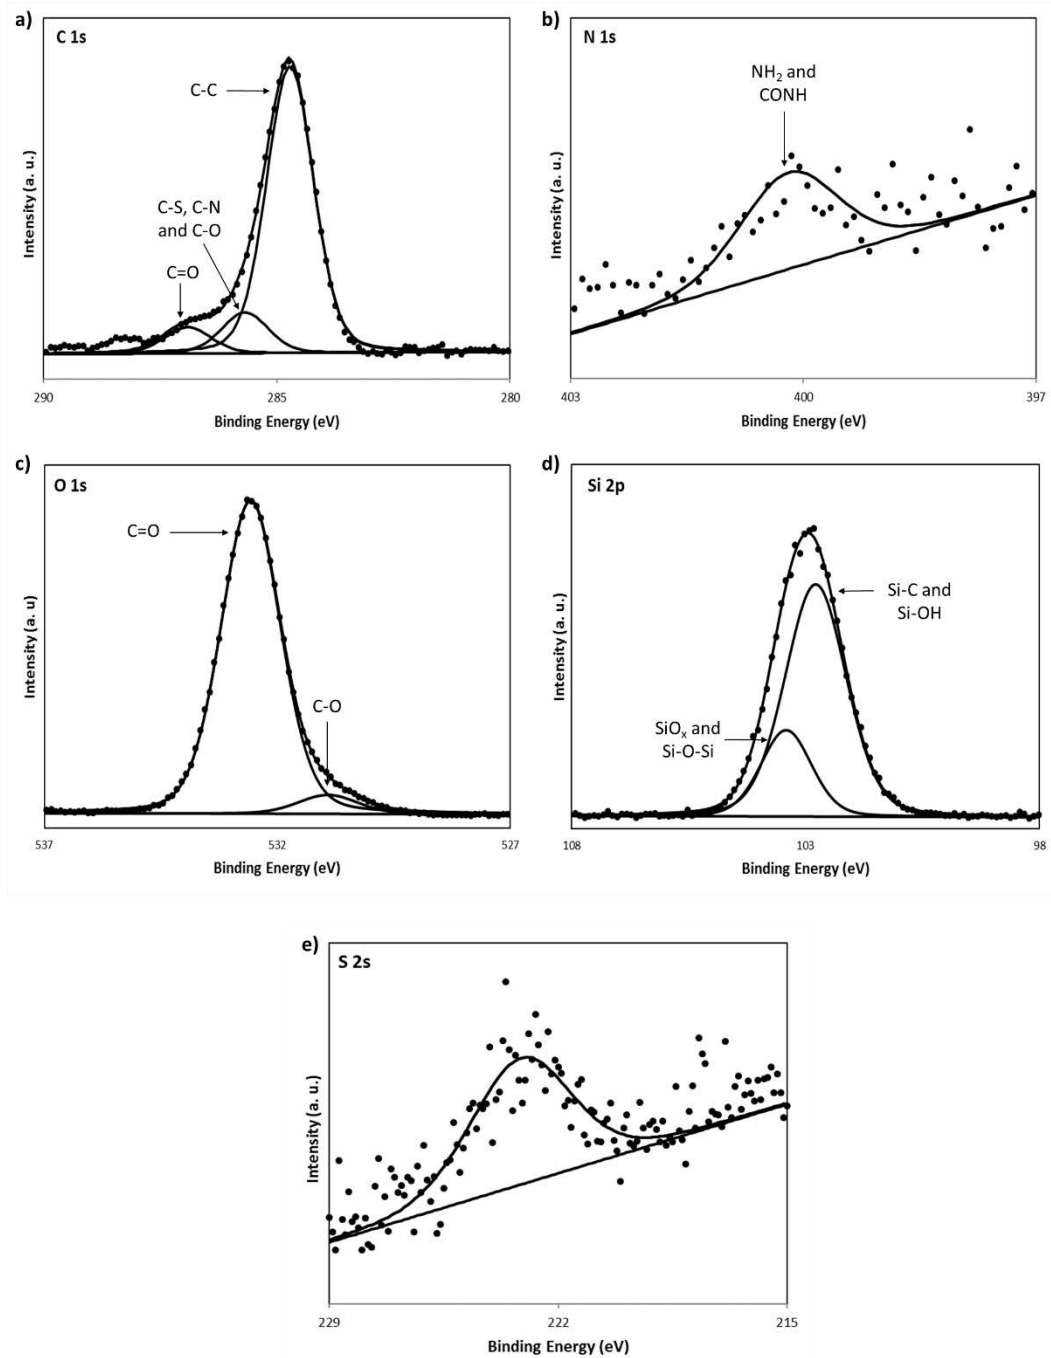 a)
C 1s
C-C
C-S, C-N
and C-O
C=O
Intensity (a. u.)
290
285
280
Binding Energy (eV)
b)
N 1s
NH₂ and
CONH
Intensity (a. u.)
403
400
397
Binding Energy (eV)
c)
O 1s
C=O
C-O
Intensity (a. u)
537
532
527
Binding Energy (eV)
d)
Si 2p
Si-C and
Si-OH
SiOₓ and
Si-O-Si
Intensity (a. u.)
108
103
98
Binding Energy (eV)
e)
S 2s
Intensity (a. u.)
229
222
215
Binding Energy (eV)